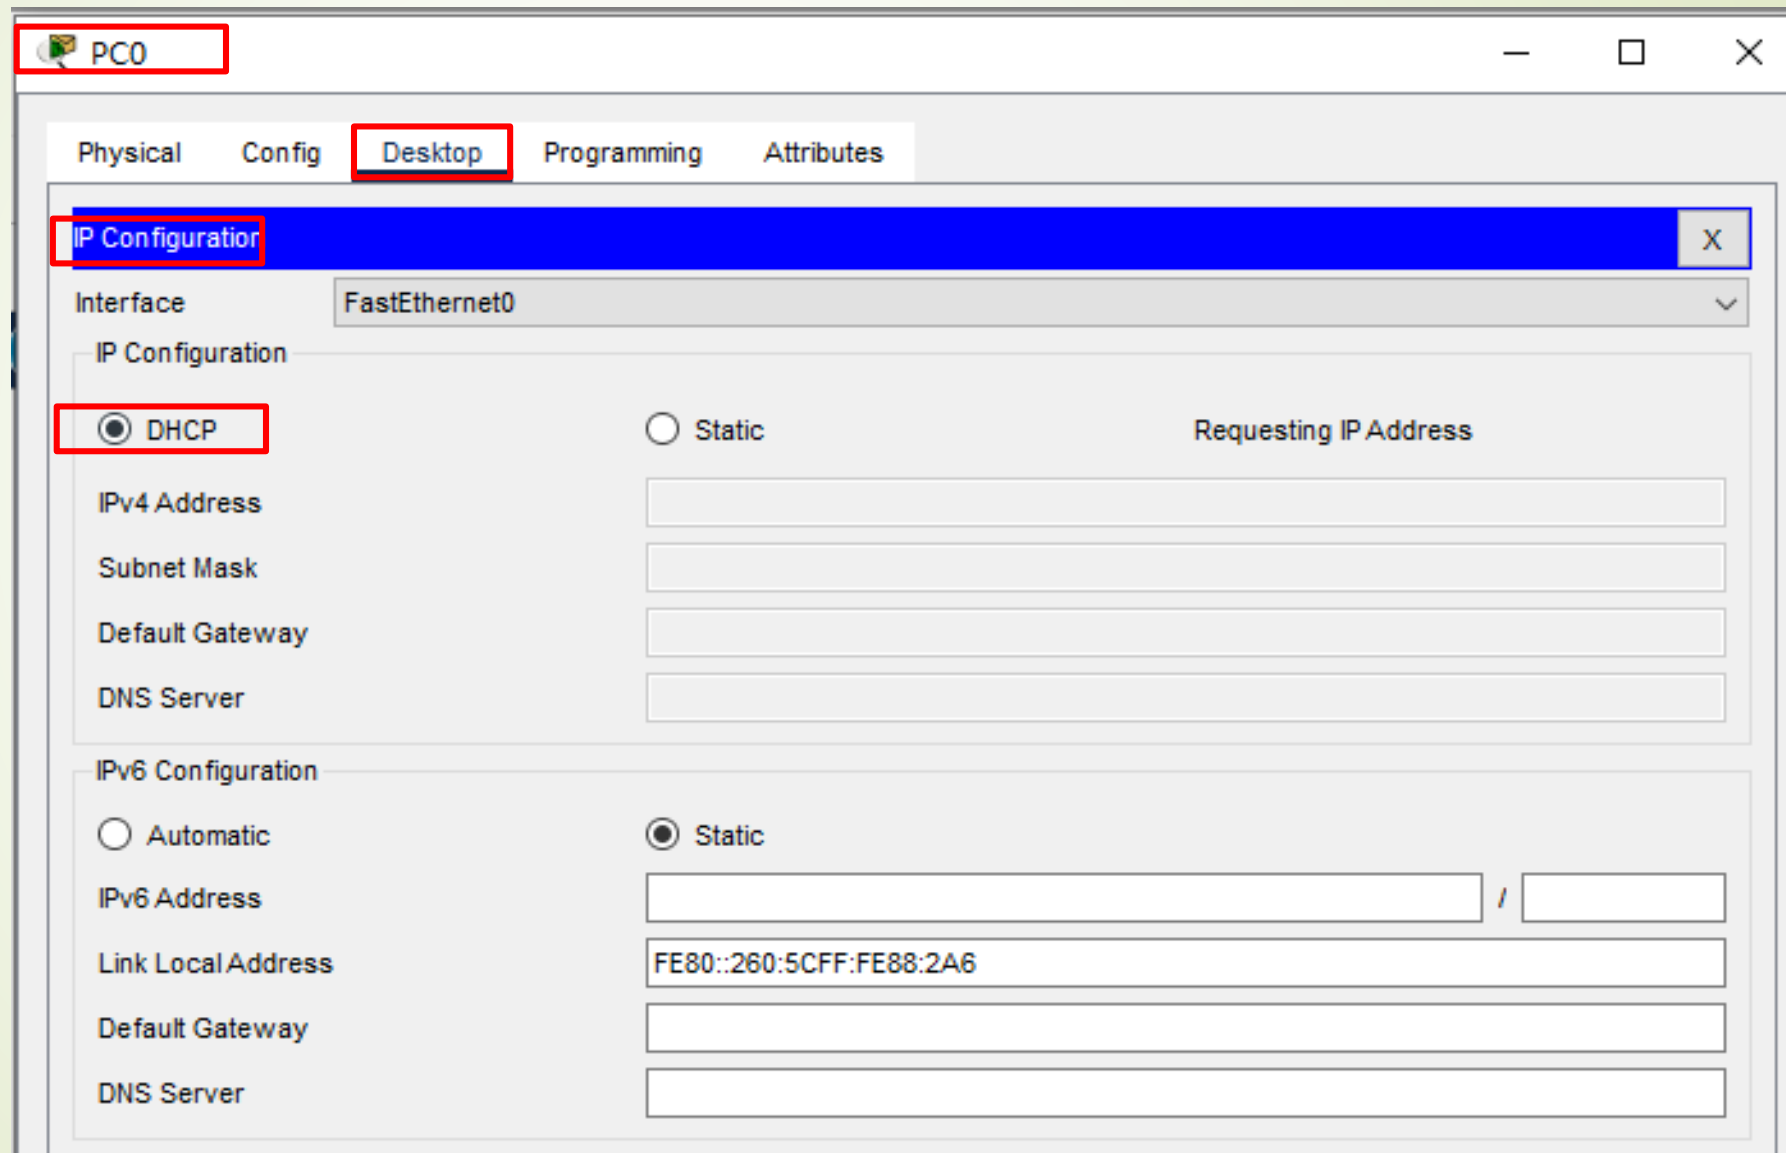 PC0
Physical Config Desktop Programming Attributes
IP Configuration X
Interface FastEthernet0
IP Configuration
DHCP Static Requesting IP Address
IPv4 Address
Subnet Mask
Default Gateway
DNS Server
IPv6 Configuration
Automatic Static
IPv6 Address /
Link Local Address FE80::260:5CFF:FE88:2A6
Default Gateway
DNS Server